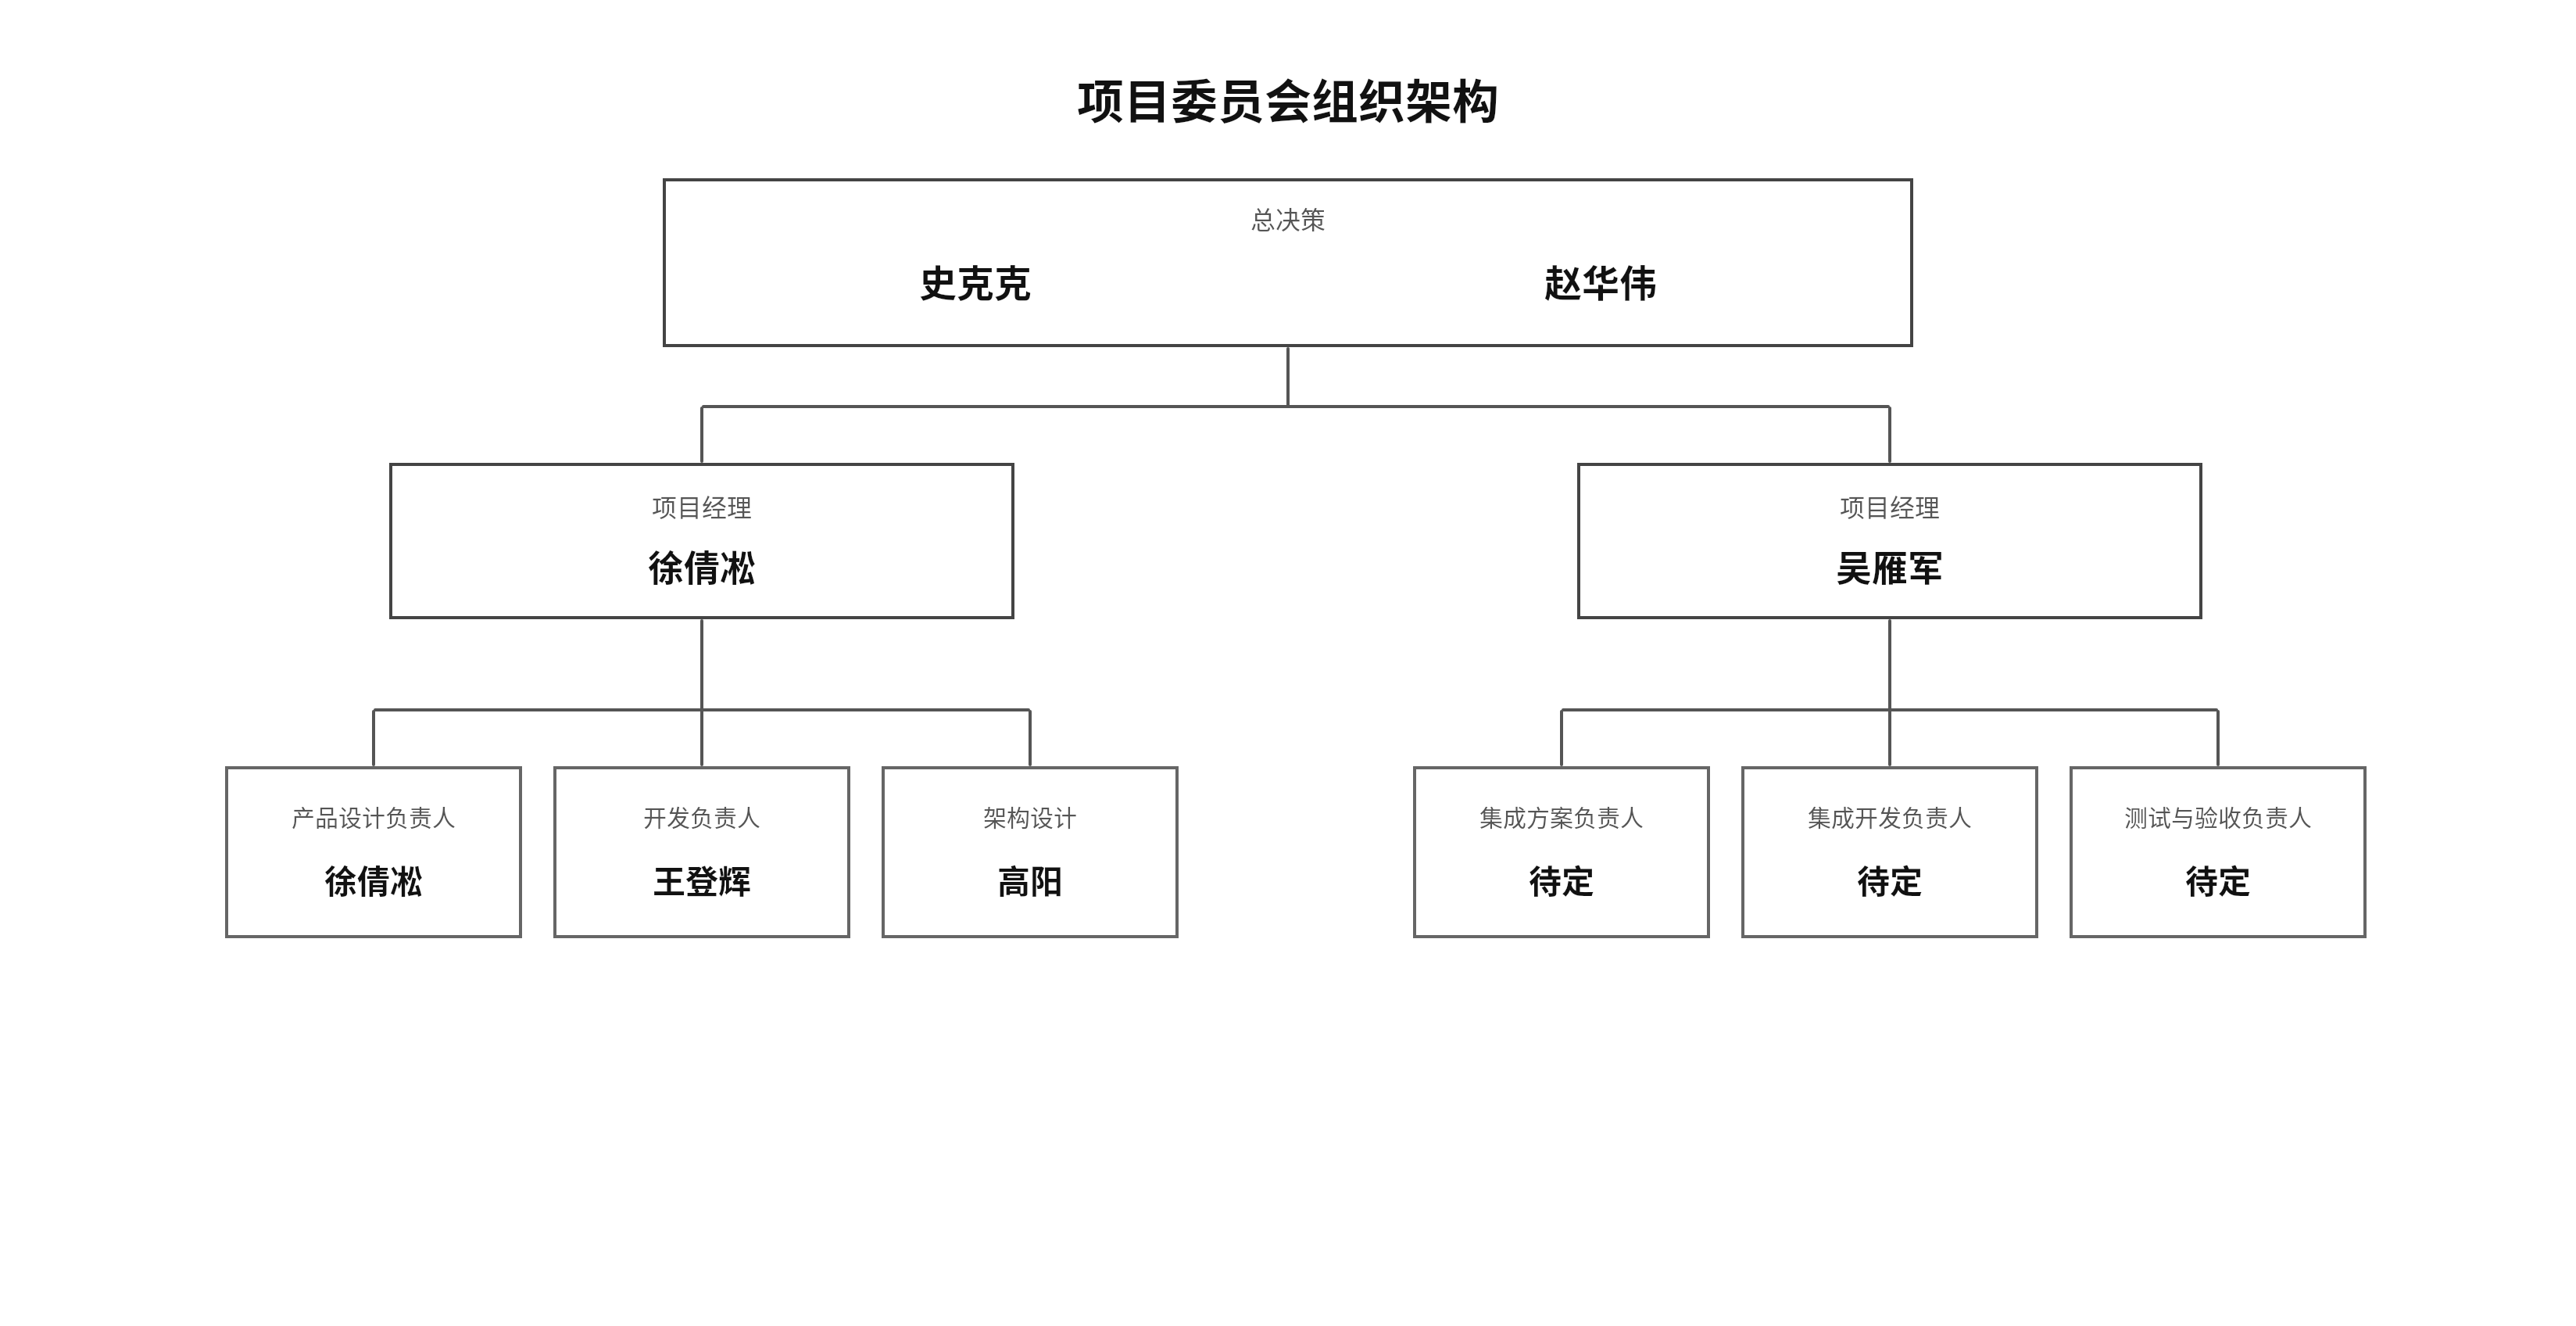 项目委员会组织架构
总决策
史克克 赵华伟
项目经理 项目经理
徐倩凇 吴雁军
产品设计负责人 开发负责人 架构设计 集成方案负责人 集成开发负责人 测试与验收负责人
徐倩凇 王登辉 高阳 待定 待定 待定